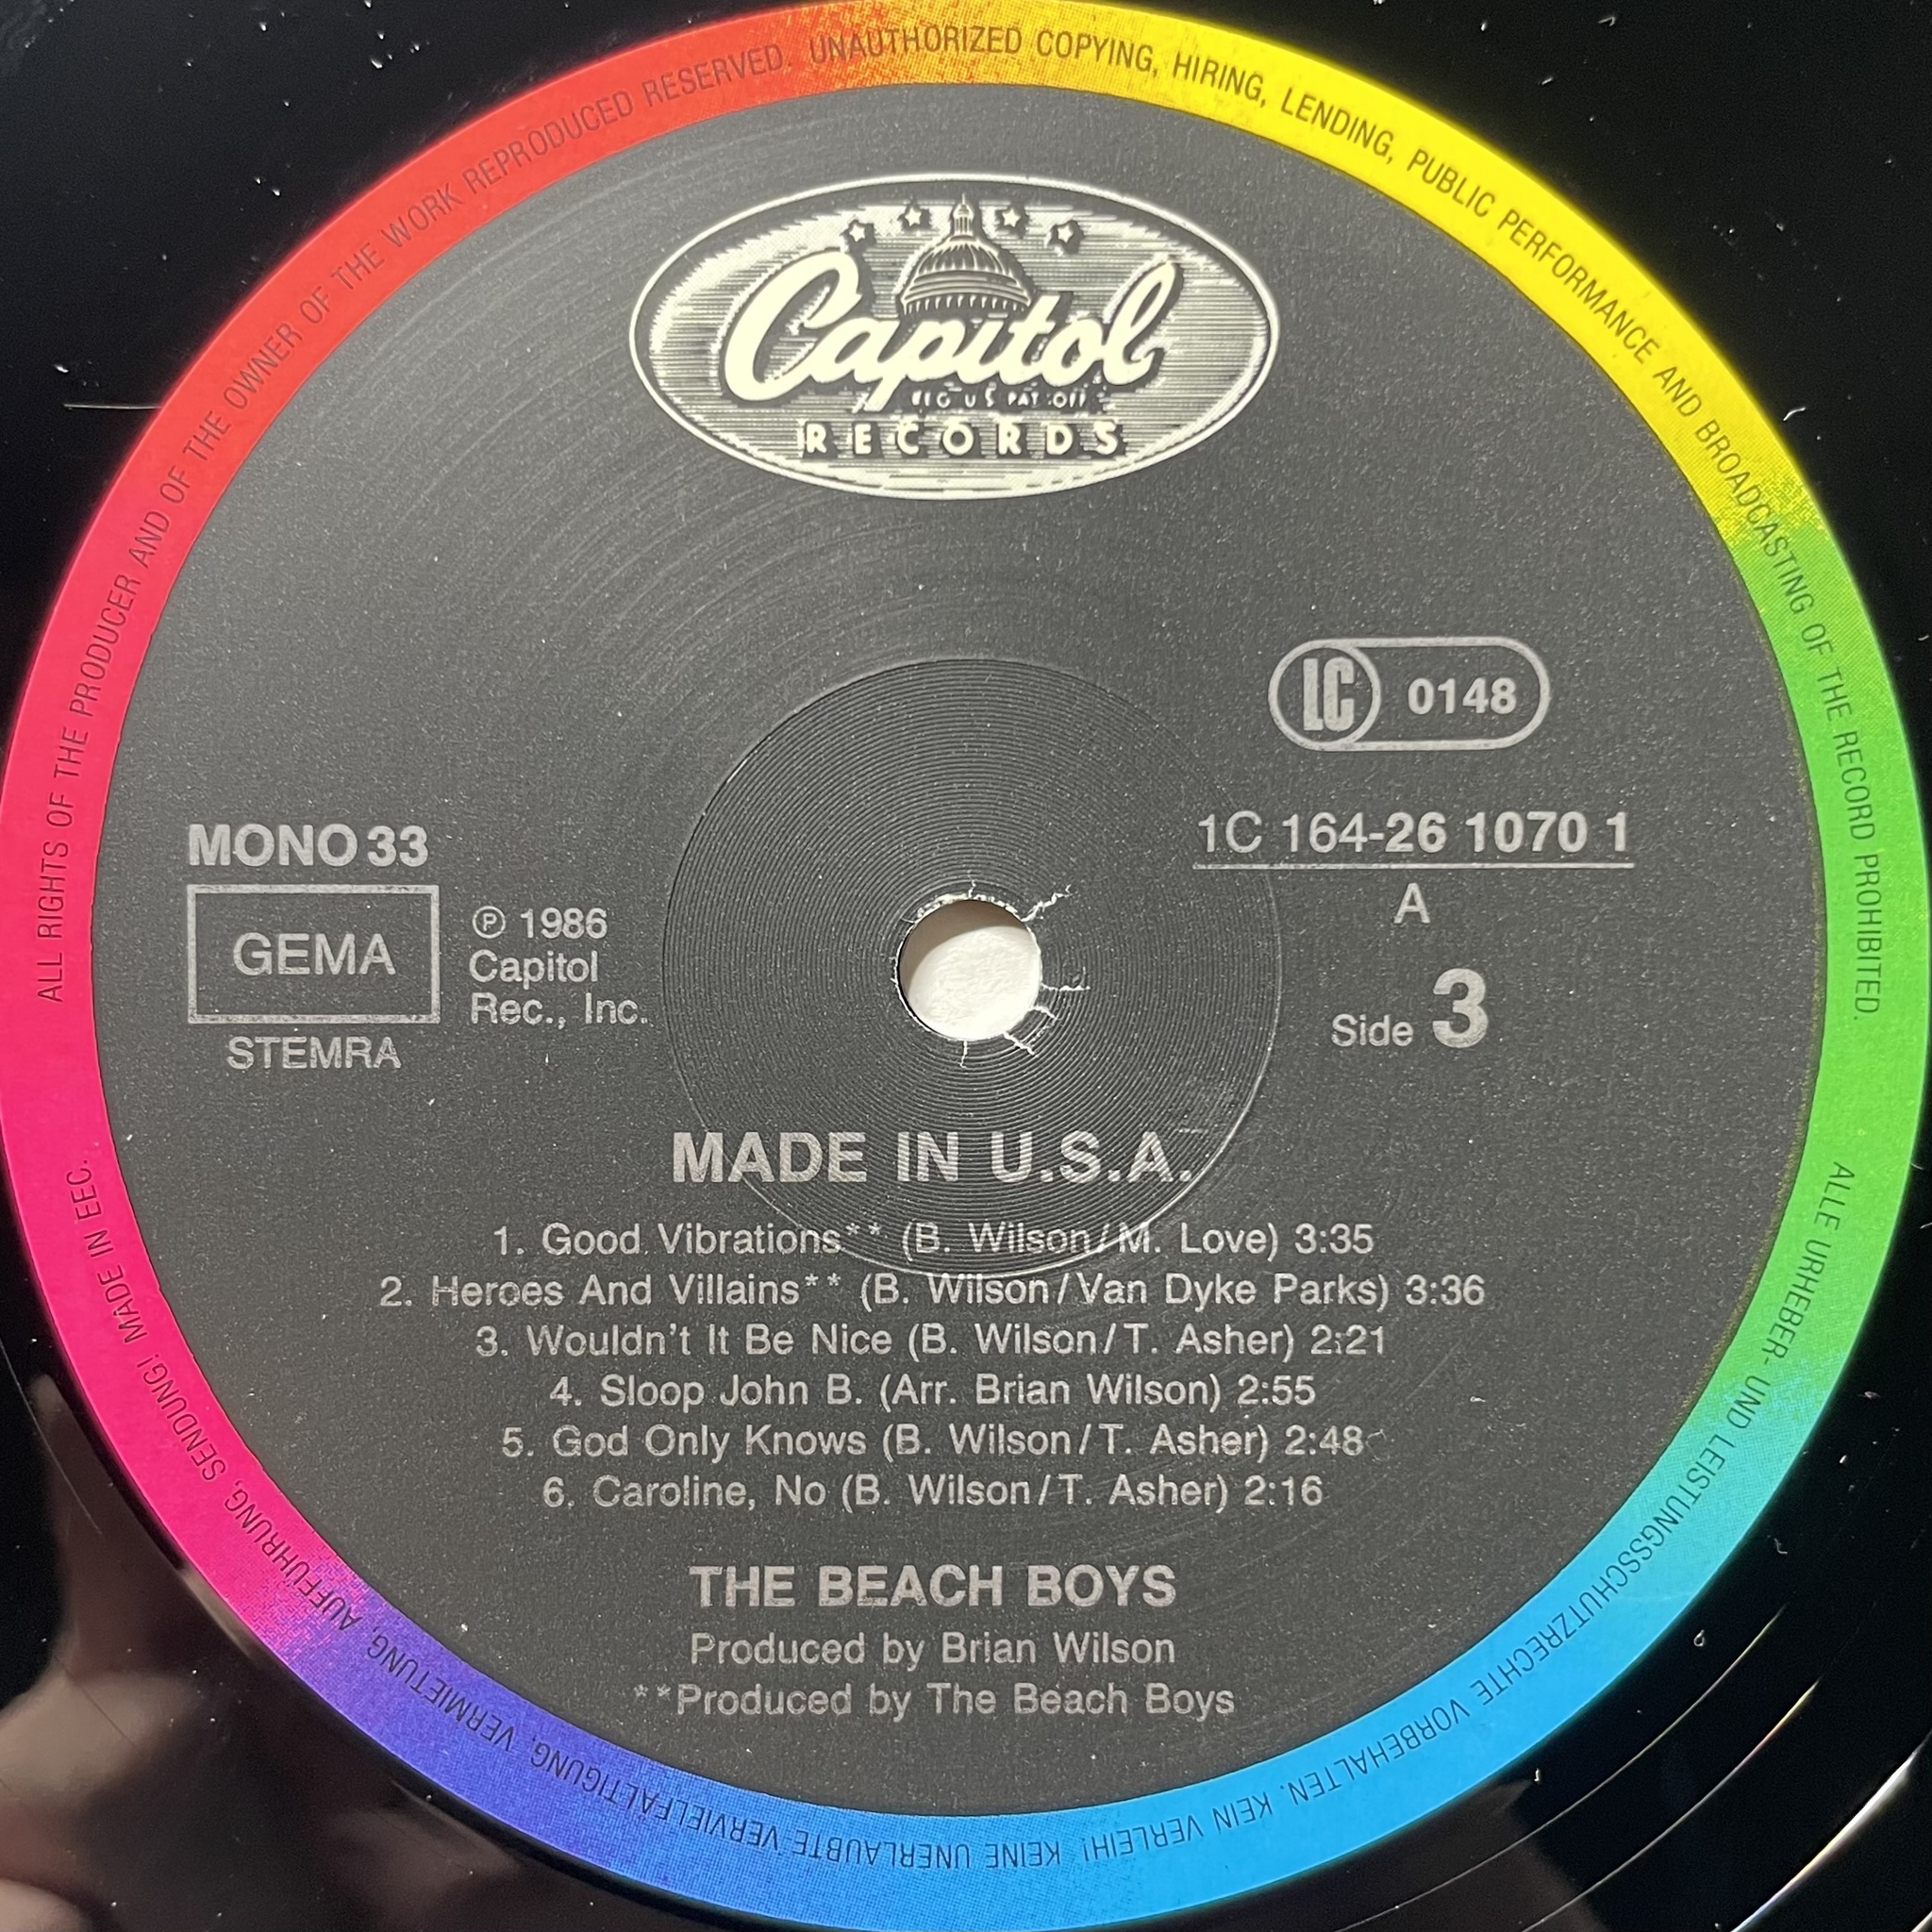 ALL RIGHTS OF THE PRODUCER AND OF THE OWNER OF THE WORK REPRODUCED RESERVED. UNAUTHORIZED COPYING, HIRING, LENDING, PUBLIC PERFORMANCE AND BROADCASTING OF THE RECORD PROHIBITED.
Capitol
REG US PAT OFF
RECORDS
LC 0148
MONO 33
GEMA
STEMRA
℗ 1986
Capitol
Rec., Inc.
1C 164-26 1070 1
A
Side 3
MADE IN U.S.A.
1. Good Vibrations** (B. Wilson/M. Love) 3:35
2. Heroes And Villains** (B. Wilson/Van Dyke Parks) 3:36
3. Wouldn't It Be Nice (B. Wilson/T. Asher) 2:21
4. Sloop John B. (Arr. Brian Wilson) 2:55
5. God Only Knows (B. Wilson/T. Asher) 2:48
6. Caroline, No (B. Wilson/T. Asher) 2:16
THE BEACH BOYS
Produced by Brian Wilson
**Produced by The Beach Boys
ALLE URHEBER- UND LEISTUNGSSCHUTZRECHTE VORBEHALTEN. KEIN VERLEIH! KEINE UNERLAUBTE VERVIELFÄLTIGUNG, VERMIETUNG, AUFFÜHRUNG, SENDUNG! MADE IN EEC.